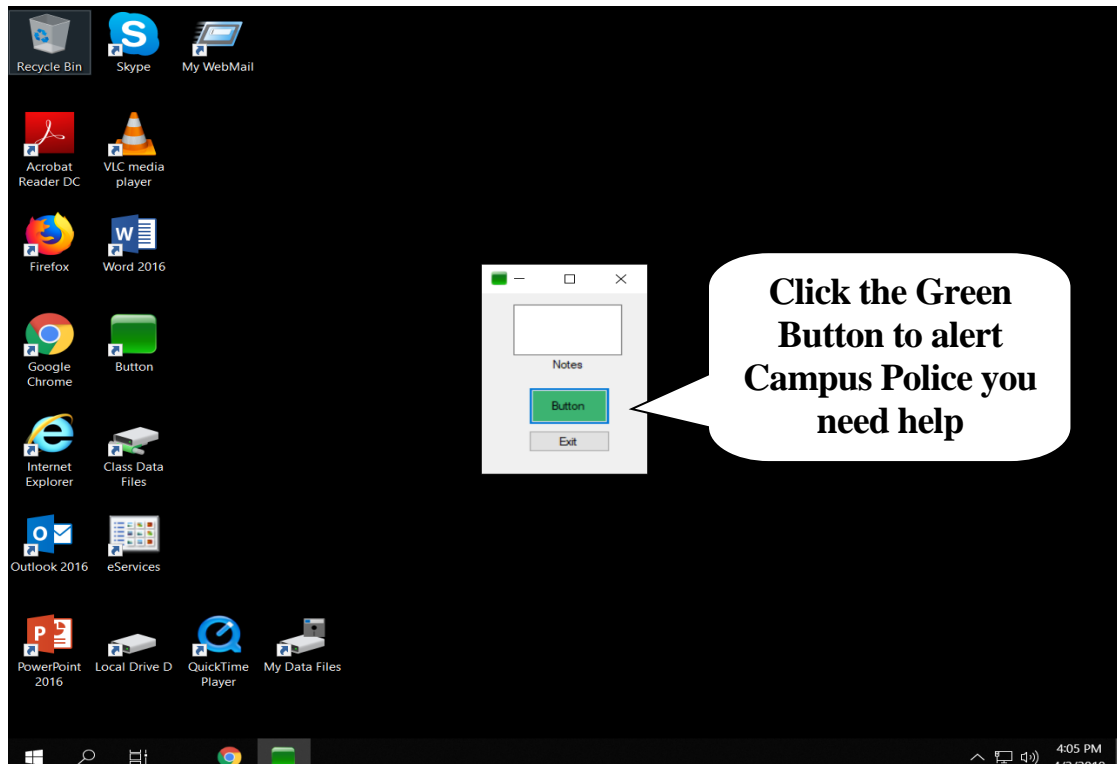 Recycle Bin
Skype
My WebMail
Acrobat
Reader DC
VLC media
player
Firefox
Word 2016
Google
Chrome
Button
Internet
Explorer
Class Data
Files
Outlook 2016
eServices
PowerPoint
2016
Local Drive D
QuickTime
Player
My Data Files
Notes
Button
Exit
Click the Green
Button to alert
Campus Police you
need help
4:05 PM